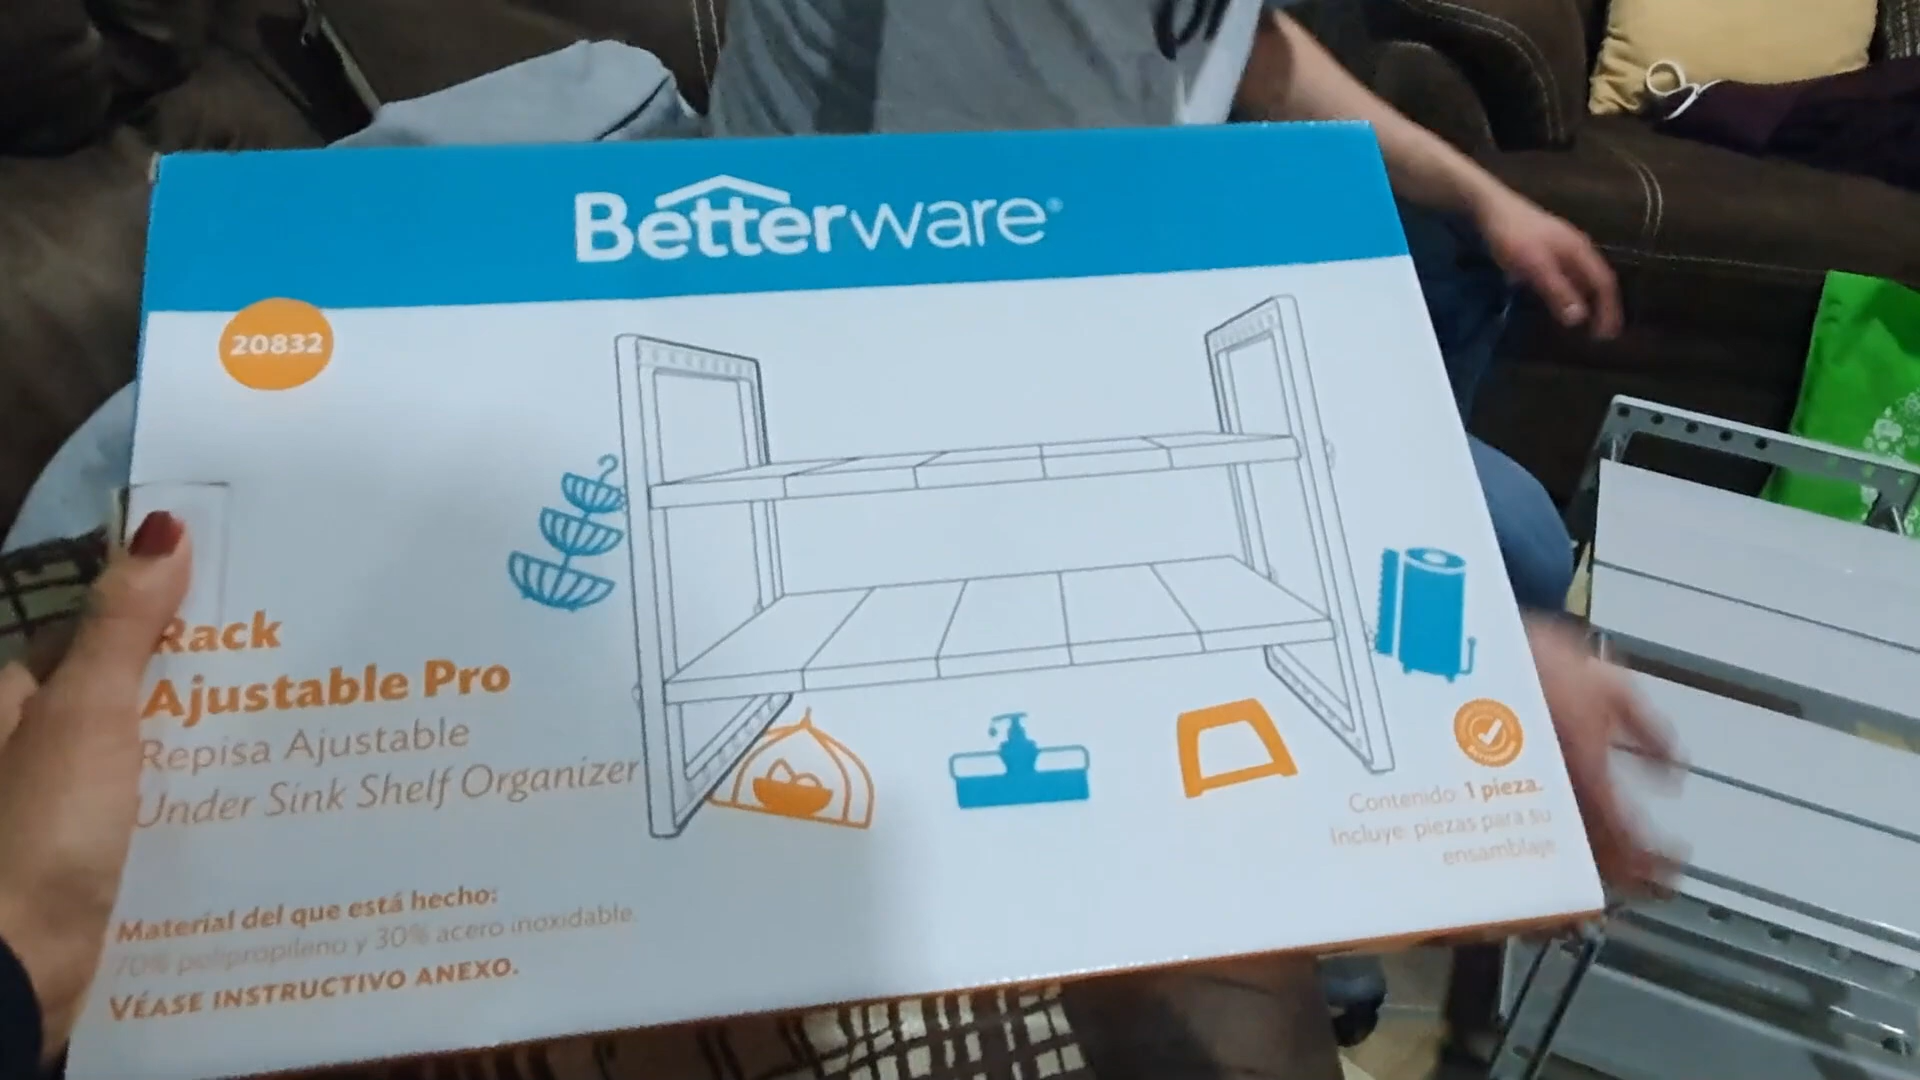 Betterware®
20832
Rack
Ajustable Pro
Repisa Ajustable
Under Sink Shelf Organizer
Material del que está hecho:
70% polipropileno y 30% acero inoxidable.
VÉASE INSTRUCTIVO ANEXO.
Contenido: 1 pieza.
Incluye: piezas para su
ensamblaje